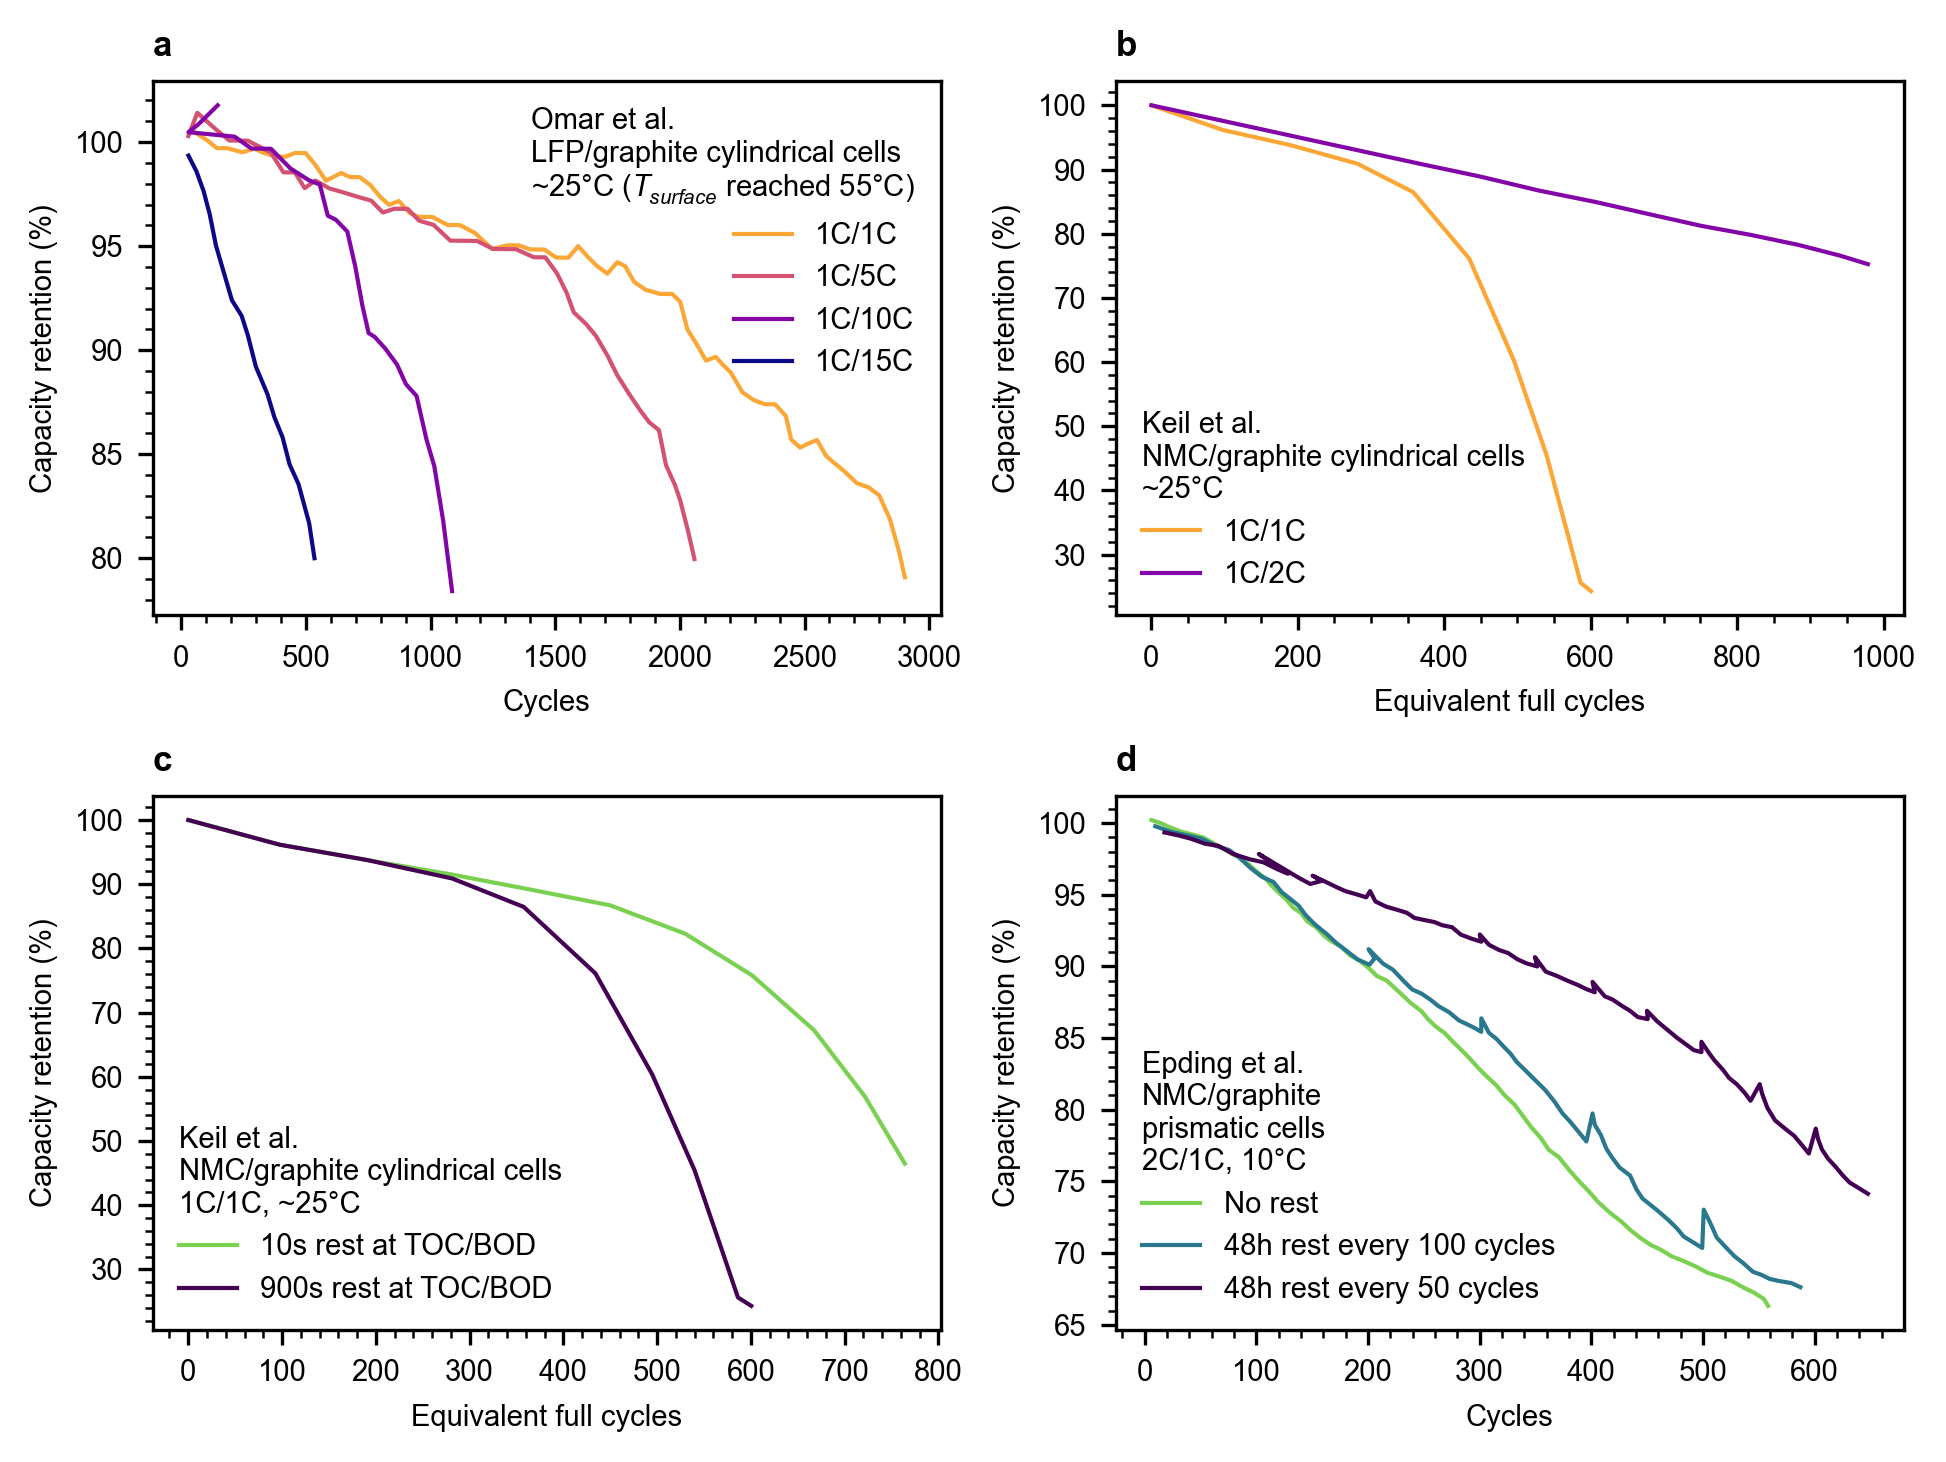 a
Capacity retention (%)
100
95
90
85
80
Omar et al.
LFP/graphite cylindrical cells
~25°C (T_surface reached 55°C)
1C/1C
1C/5C
1C/10C
1C/15C
0 500 1000 1500 2000 2500 3000
Cycles
b
Capacity retention (%)
100
90
80
70
60
50
40
30
Keil et al.
NMC/graphite cylindrical cells
~25°C
1C/1C
1C/2C
0 200 400 600 800 1000
Equivalent full cycles
c
Capacity retention (%)
100
90
80
70
60
50
40
30
Keil et al.
NMC/graphite cylindrical cells
1C/1C, ~25°C
10s rest at TOC/BOD
900s rest at TOC/BOD
0 100 200 300 400 500 600 700 800
Equivalent full cycles
d
Capacity retention (%)
100
95
90
85
80
75
70
65
Epding et al.
NMC/graphite
prismatic cells
2C/1C, 10°C
No rest
48h rest every 100 cycles
48h rest every 50 cycles
0 100 200 300 400 500 600
Cycles